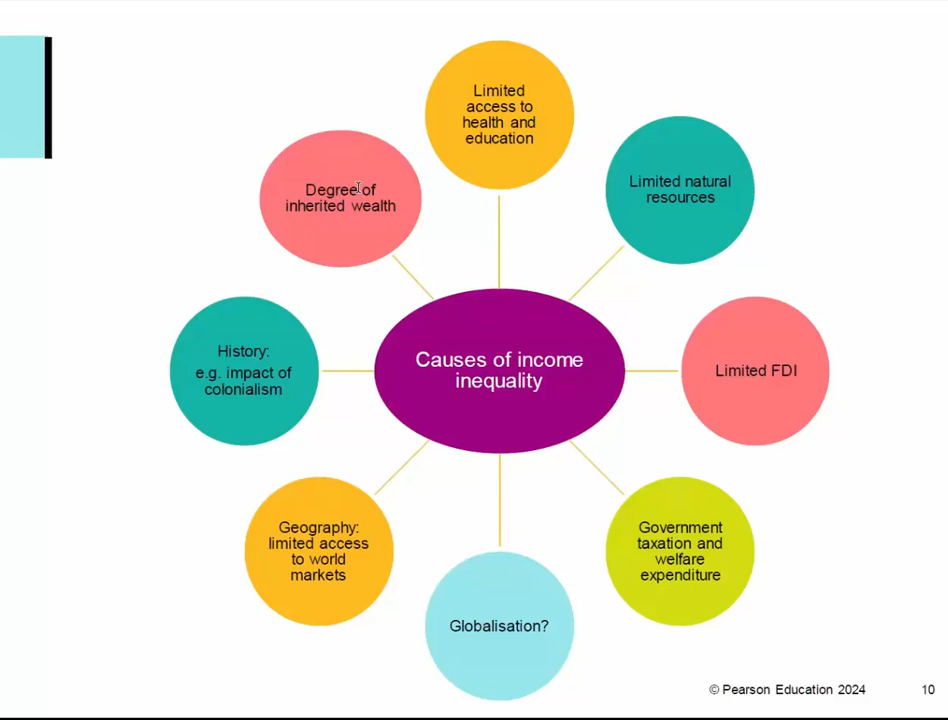 Limited
access to
health and
education
Limited natural
resources
Limited FDI
Government
taxation and
welfare
expenditure
Globalisation?
Geography:
limited access
to world
markets
History:
e.g. impact of
colonialism
Degree of
inherited wealth
Causes of income
inequality
© Pearson Education 2024
10